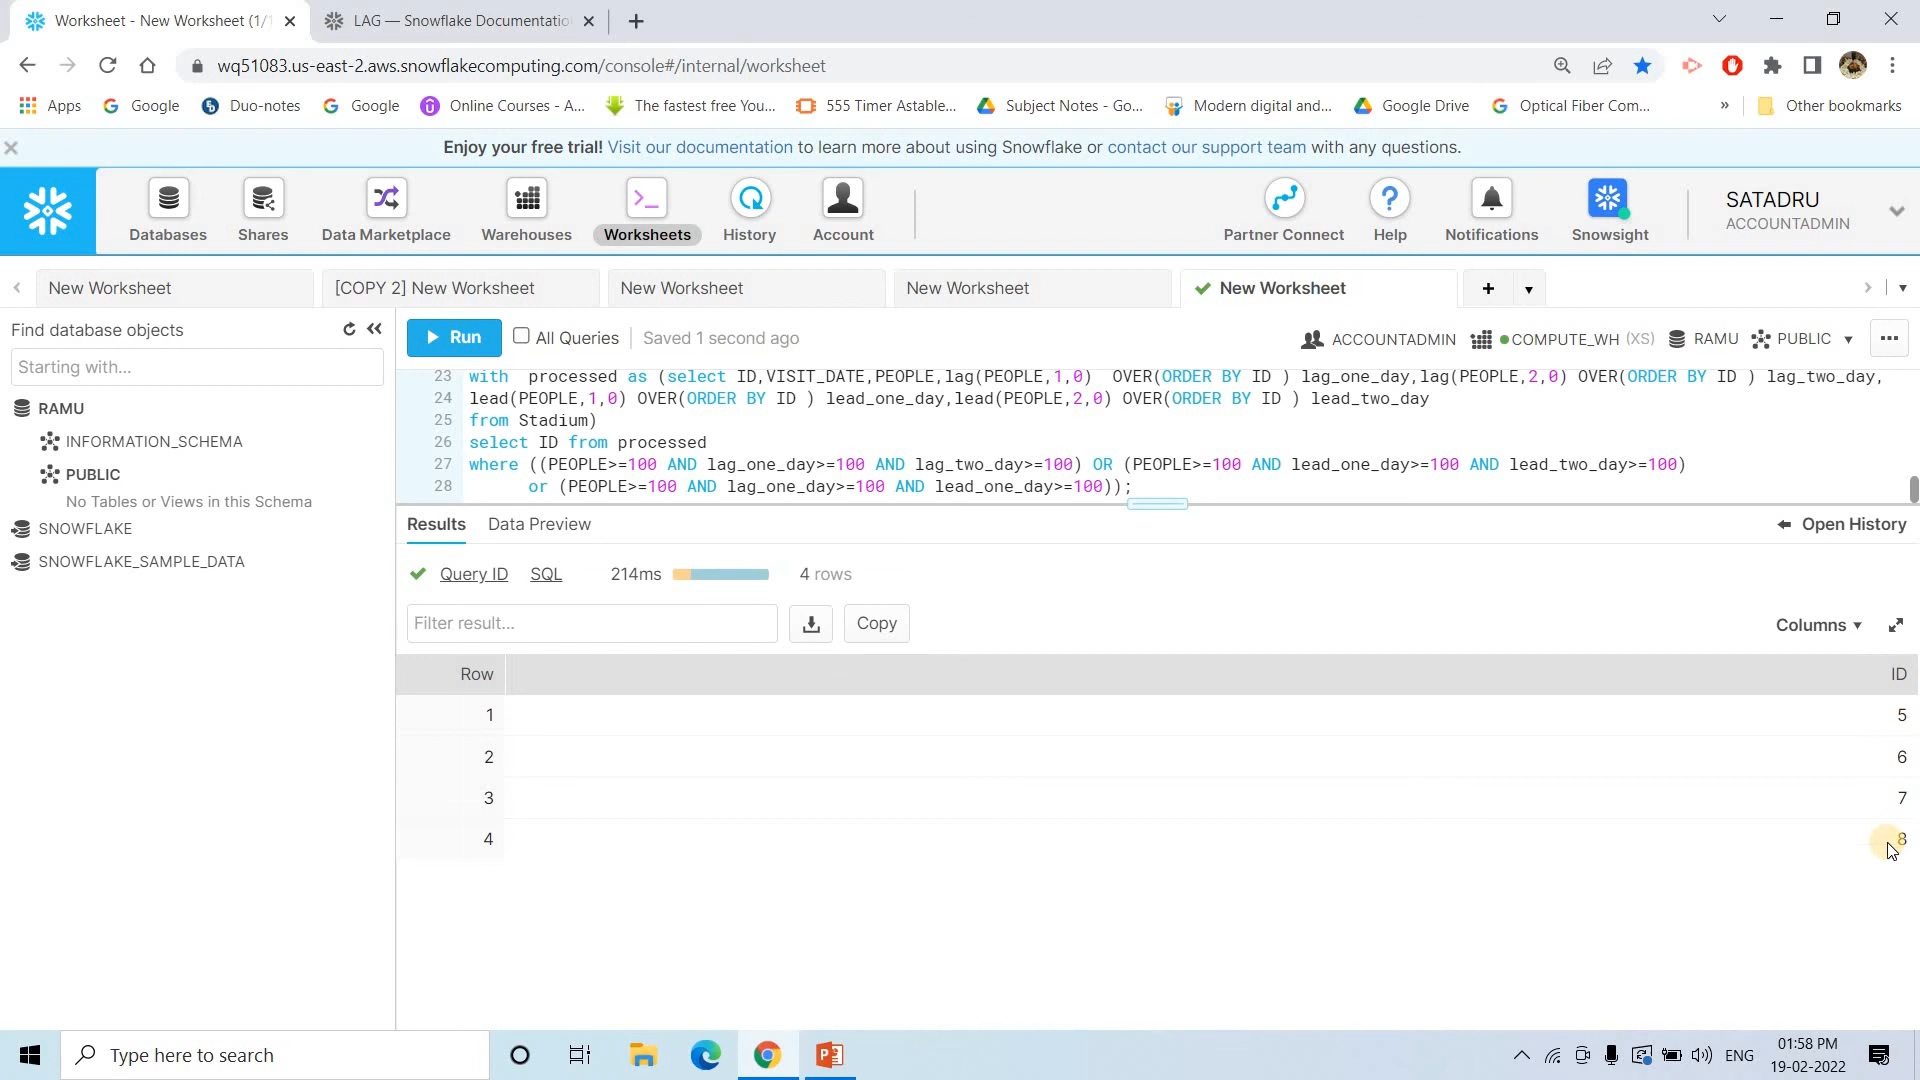 Worksheet - New Worksheet (1/1
LAG — Snowflake Documentatio
wq51083.us-east-2.aws.snowflakecomputing.com/console#/internal/worksheet
Apps
Google
Duo-notes
Google
Online Courses - A...
The fastest free You...
555 Timer Astable...
Subject Notes - Go...
Modern digital and...
Google Drive
Optical Fiber Com...
»
Other bookmarks
Enjoy your free trial! Visit our documentation to learn more about using Snowflake or contact our support team with any questions.
Databases
Shares
Data Marketplace
Warehouses
Worksheets
History
Account
Partner Connect
Help
Notifications
Snowsight
SATADRU
ACCOUNTADMIN
New Worksheet
[COPY 2] New Worksheet
New Worksheet
New Worksheet
New Worksheet
Find database objects
Starting with...
RAMU
INFORMATION_SCHEMA
PUBLIC
No Tables or Views in this Schema
SNOWFLAKE
SNOWFLAKE_SAMPLE_DATA
Run
All Queries
Saved 1 second ago
ACCOUNTADMIN
COMPUTE_WH (XS)
RAMU
PUBLIC
23 with processed as (select ID,VISIT_DATE,PEOPLE,lag(PEOPLE,1,0) OVER(ORDER BY ID ) lag_one_day,lag(PEOPLE,2,0) OVER(ORDER BY ID ) lag_two_day,
24 lead(PEOPLE,1,0) OVER(ORDER BY ID ) lead_one_day,lead(PEOPLE,2,0) OVER(ORDER BY ID ) lead_two_day
25 from Stadium)
26 select ID from processed
27 where ((PEOPLE>=100 AND lag_one_day>=100 AND lag_two_day>=100) OR (PEOPLE>=100 AND lead_one_day>=100 AND lead_two_day>=100)
28 or (PEOPLE>=100 AND lag_one_day>=100 AND lead_one_day>=100));
Results
Data Preview
Open History
Query ID
SQL
214ms
4 rows
Filter result...
Copy
Columns
Row ID
1 5
2 6
3 7
4 8
Type here to search
ENG
01:58 PM
19-02-2022